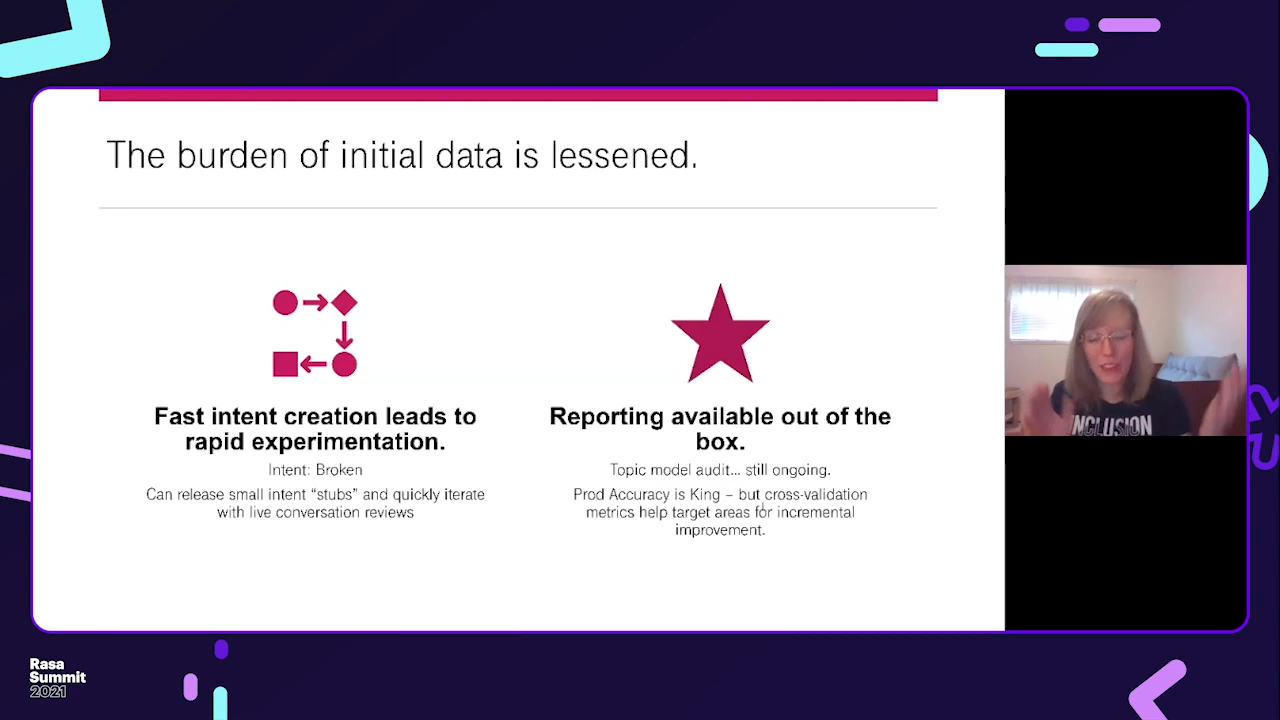 The burden of initial data is lessened.
Fast intent creation leads to
rapid experimentation.
Intent: Broken
Can release small intent “stubs” and quickly iterate
with live conversation reviews
Reporting available out of the
box.
Topic model audit... still ongoing.
Prod Accuracy is King – but cross-validation
metrics help target areas for incremental
improvement.
INCLUSION
Rasa
Summit
2021